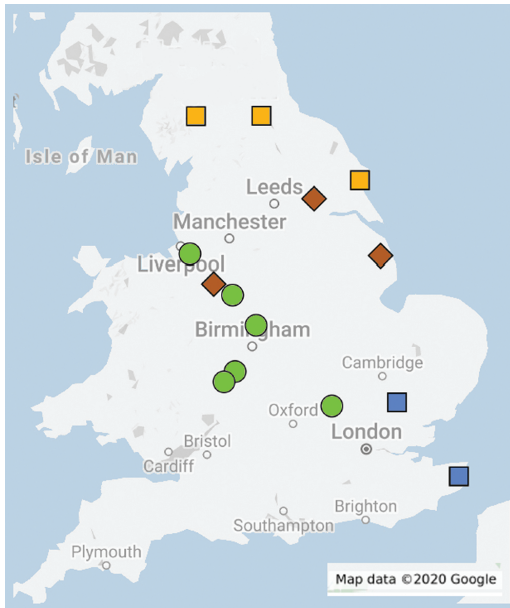 Isle of Man
Leeds
Manchester
Liverpool
Birmingham
Cambridge
Oxford
London
Bristol
Cardiff
Brighton
Southampton
Plymouth
Map data ©2020 Google